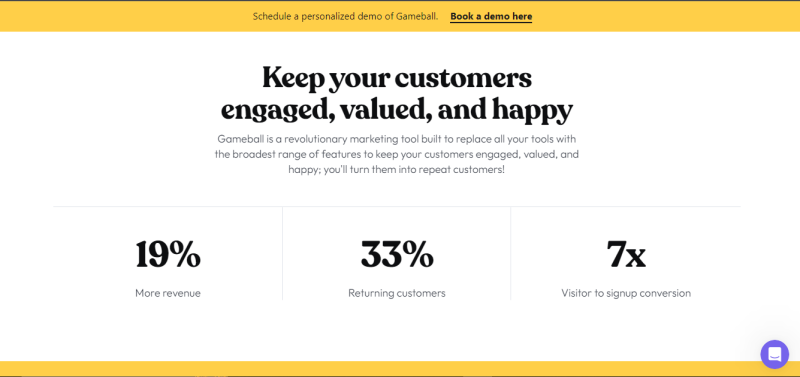 Schedule a personalized demo of Gameball. Book a demo here
Keep your customers
engaged, valued, and happy
Gameball is a revolutionary marketing tool built to replace all your tools with
the broadest range of features to keep your customers engaged, valued, and
happy; you'll turn them into repeat customers!
19%
More revenue
33%
Returning customers
7x
Visitor to signup conversion